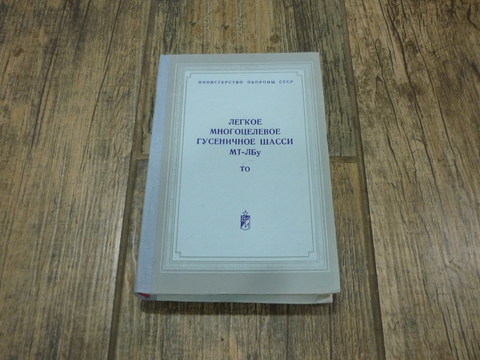 МИНИСТЕРСТВО ОБОРОНЫ СССР
ЛЕГКОЕ
МНОГОЦЕЛЕВОЕ
ГУСЕНИЧНОЕ ШАССИ
МТ-ЛБу
ТО